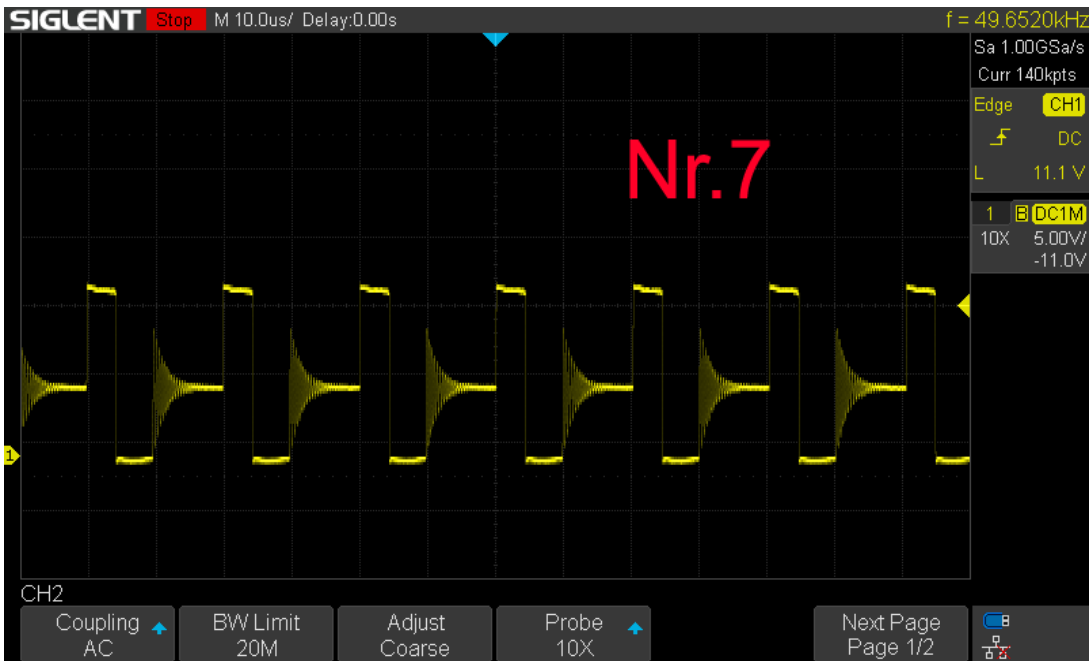 SIGLENT Stop M 10.0us/ Delay:0.00s f = 49.6520kHz
Sa 1.00GSa/s
Curr 140kpts
Edge CH1
DC
L 11.1 V
1 B DC1M
10X 5.00V/
-11.0V
Nr.7
1
CH2
Coupling AC
BW Limit 20M
Adjust Coarse
Probe 10X
Next Page Page 1/2